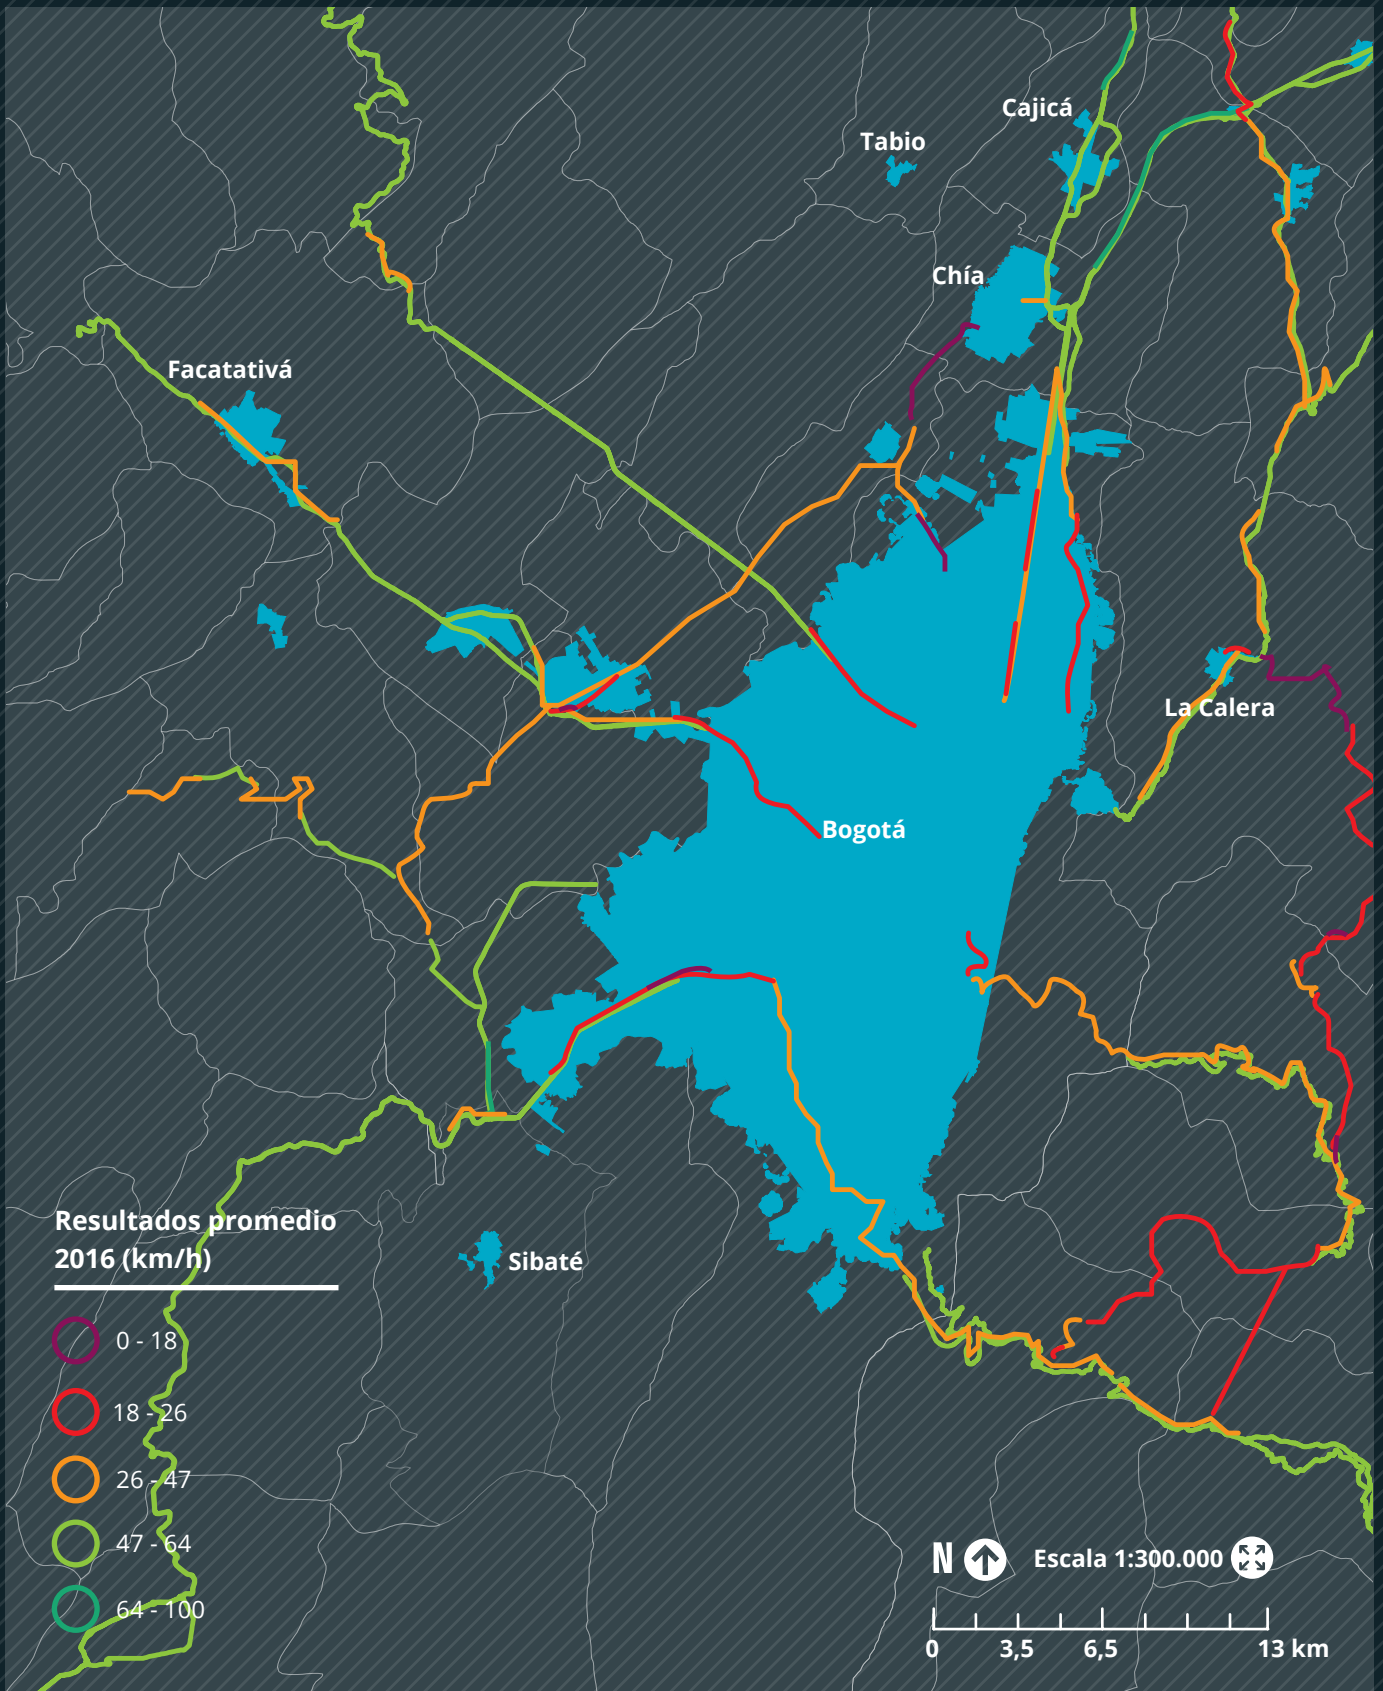 Cajicá
Tabio
Chía
Facatativá
La Calera
Bogotá
Resultados promedio
2016 (km/h)
Sibaté
0 - 18
18 - 26
26 - 47
47 - 64
64 - 100
N Escala 1:300.000
0 3,5 6,5 13 km